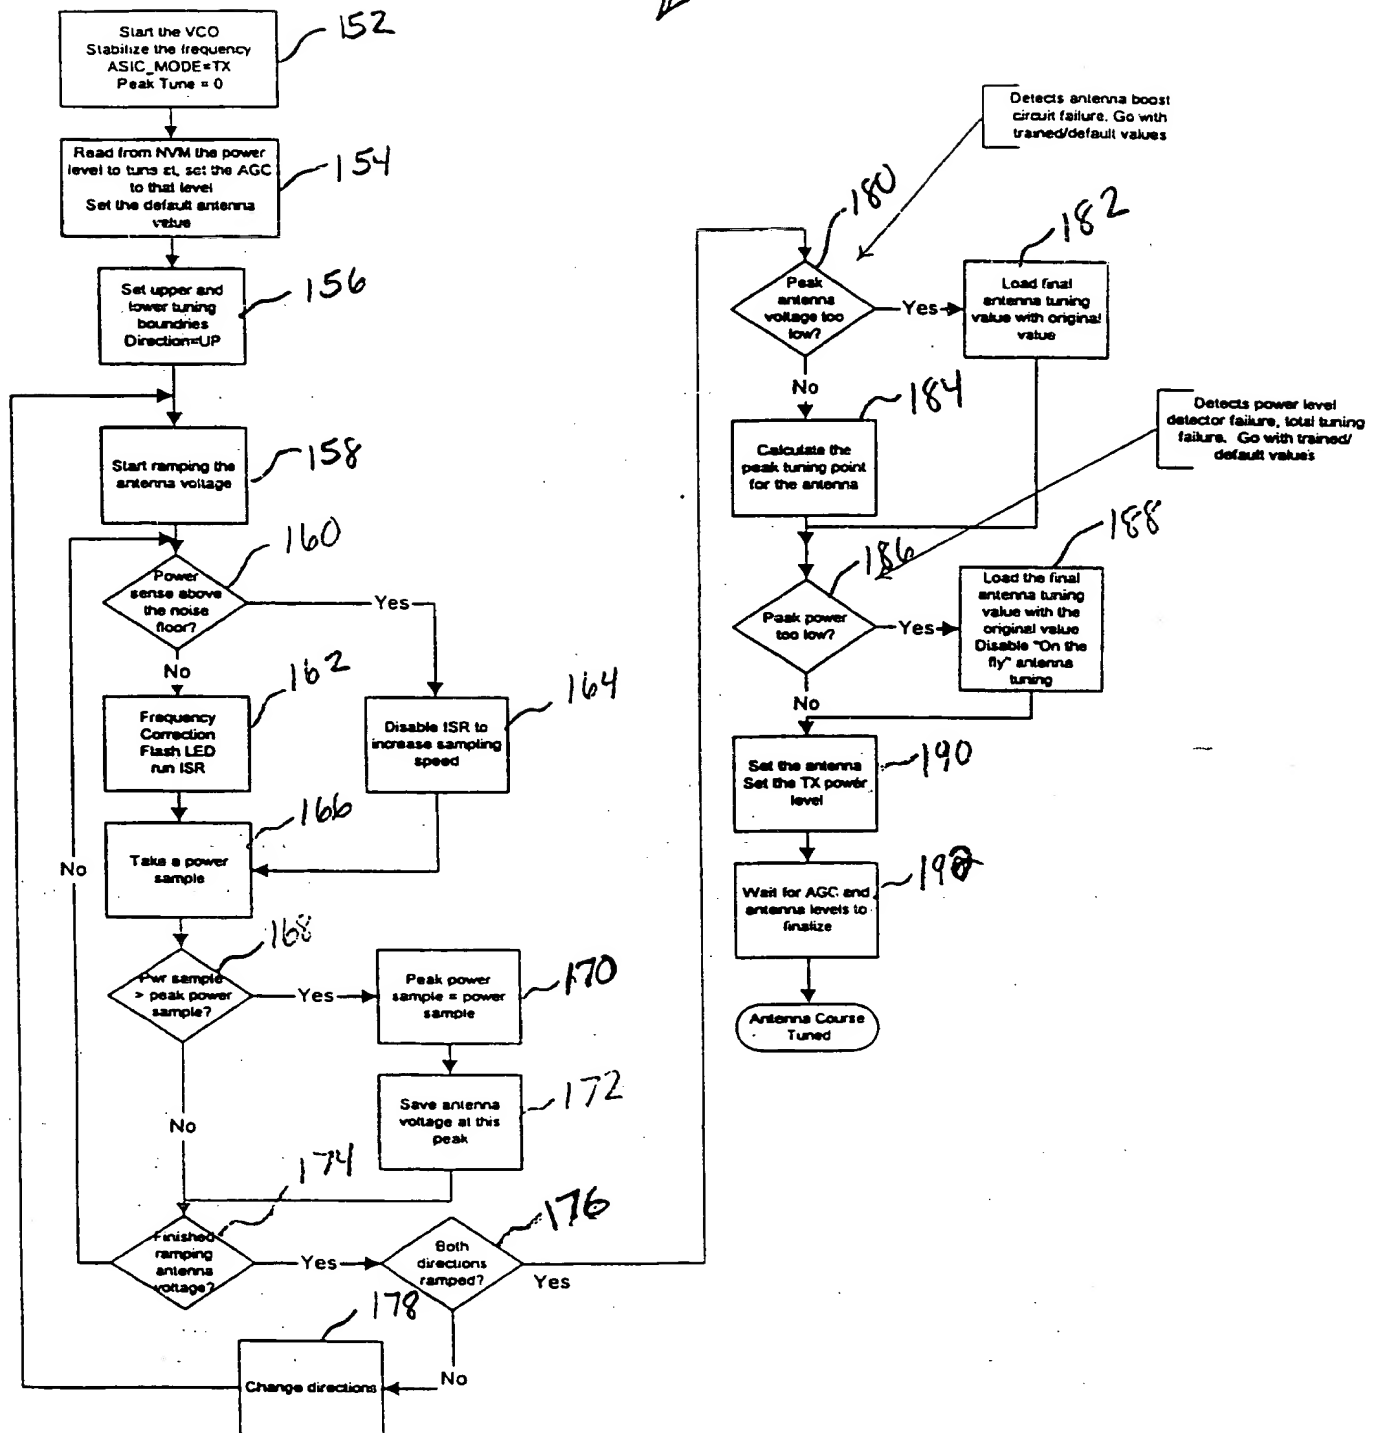 Start the VCO
Stabilize the frequency
ASIC_MODE=TX
Peak Tune = 0
152
Read from NVM the power
level to tune at, set the AGC
to that level
Set the default antenna
value
154
Set upper and
lower tuning
boundries
Direction=UP
156
Start ramping the
antenna voltage
158
Power
sense above
the noise
floor?
160
Yes
No
Frequency
Correction
Flash LED
run ISR
162
Disable ISR to
increase sampling
speed
164
Take a power
sample
166
No
Pwr sample
> peak power
sample?
168
Yes
Peak power
sample = power
sample
170
Save antenna
voltage at this
peak
172
No
Finished
ramping
antenna
voltage?
174
Yes
Both
directions
ramped?
176
Yes
No
Change directions
178
Detects antenna boost
circuit failure. Go with
trained/default values
Peak
antenna
voltage too
low?
180
Yes
Load final
antenna tuning
value with original
value
182
No
Calculate the
peak tuning point
for the antenna
184
Detects power level
detector failure, total tuning
failure. Go with trained/
default values
Peak power
too low?
186
Yes
Load the final
antenna tuning
value with the
original value
Disable "On the
fly" antenna
tuning
188
No
Set the antenna
Set the TX power
level
190
Wait for AGC and
antenna levels to
finalize
192
Antenna Course
Tuned